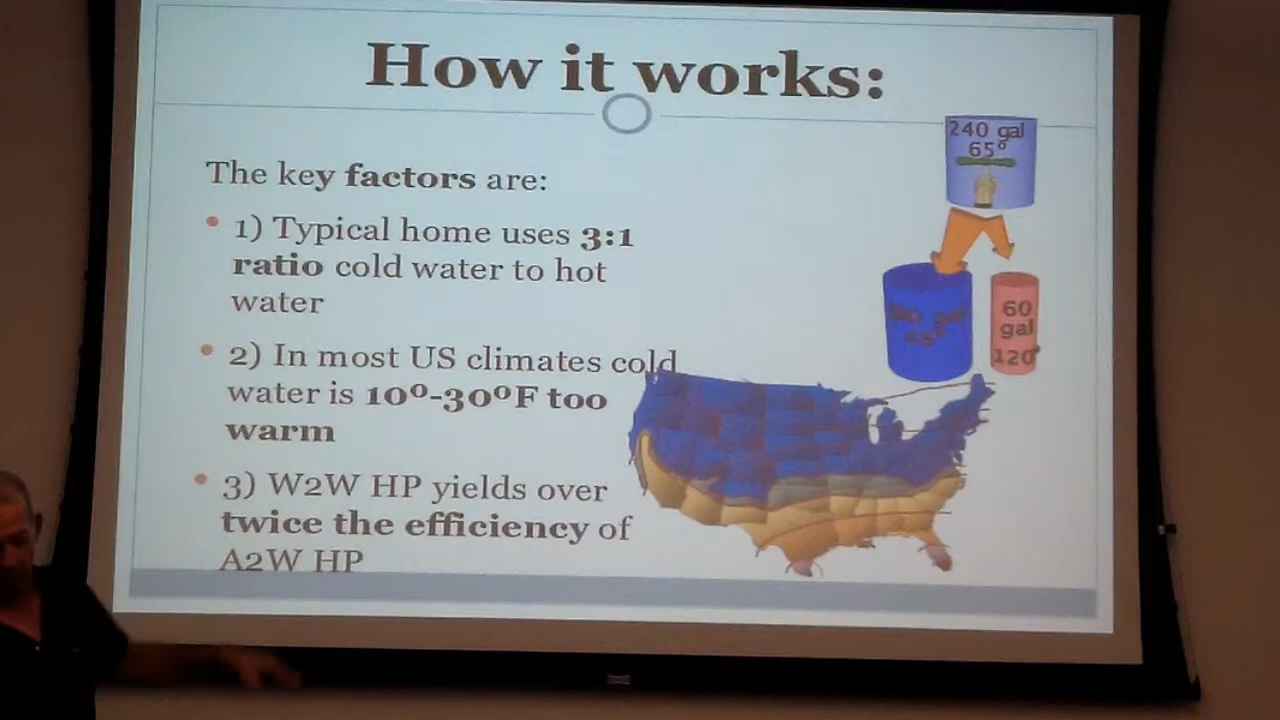 How it works:
240 gal
65º
The key factors are:
• 1) Typical home uses 3:1
ratio cold water to hot
water
60
gal
120°
• 2) In most US climates cold
water is 10º-30ºF too
warm
• 3) W2W HP yields over
twice the efficiency of
A2W HP